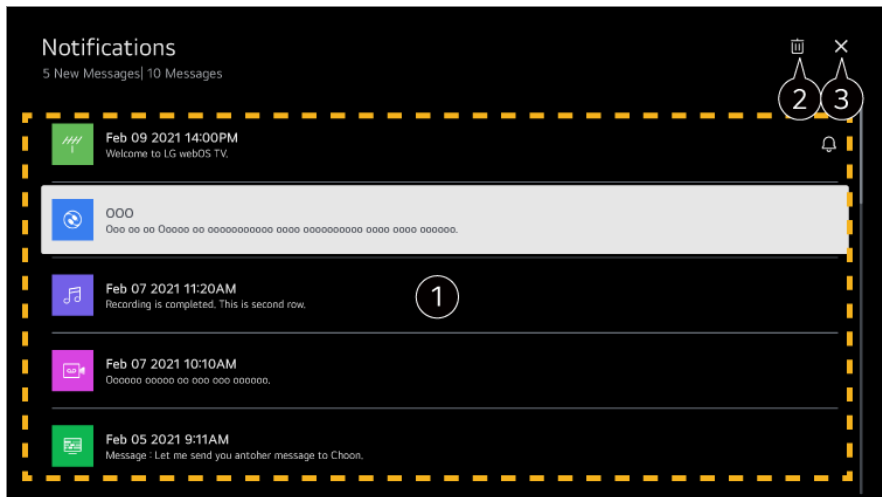 Notifications
5 New Messages| 10 Messages
2
3
Feb 09 2021 14:00PM
Welcome to LG webOS TV.
OOO
Ooo oo oo Ooooo oo ooooooooooo oooo oooooooooo oooo oooo oooooo.
Feb 07 2021 11:20AM
Recording is completed. This is second row.
1
Feb 07 2021 10:10AM
Oooooo ooooo oo ooo ooo oooooo.
Feb 05 2021 9:11AM
Message : Let me send you antoher message to Choon.